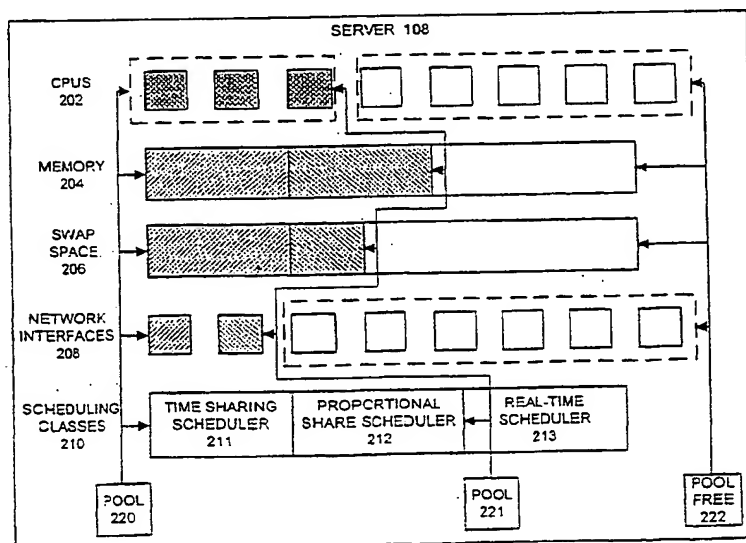 SERVER 108
CPUS
202
MEMORY
204
SWAP
SPACE
206
NETWORK
INTERFACES
208
SCHEDULING
CLASSES
210
TIME SHARING
SCHEDULER
211
PROPORTIONAL
SHARE SCHEDULER
212
REAL-TIME
SCHEDULER
213
POOL
220
POOL
221
POOL
FREE
222